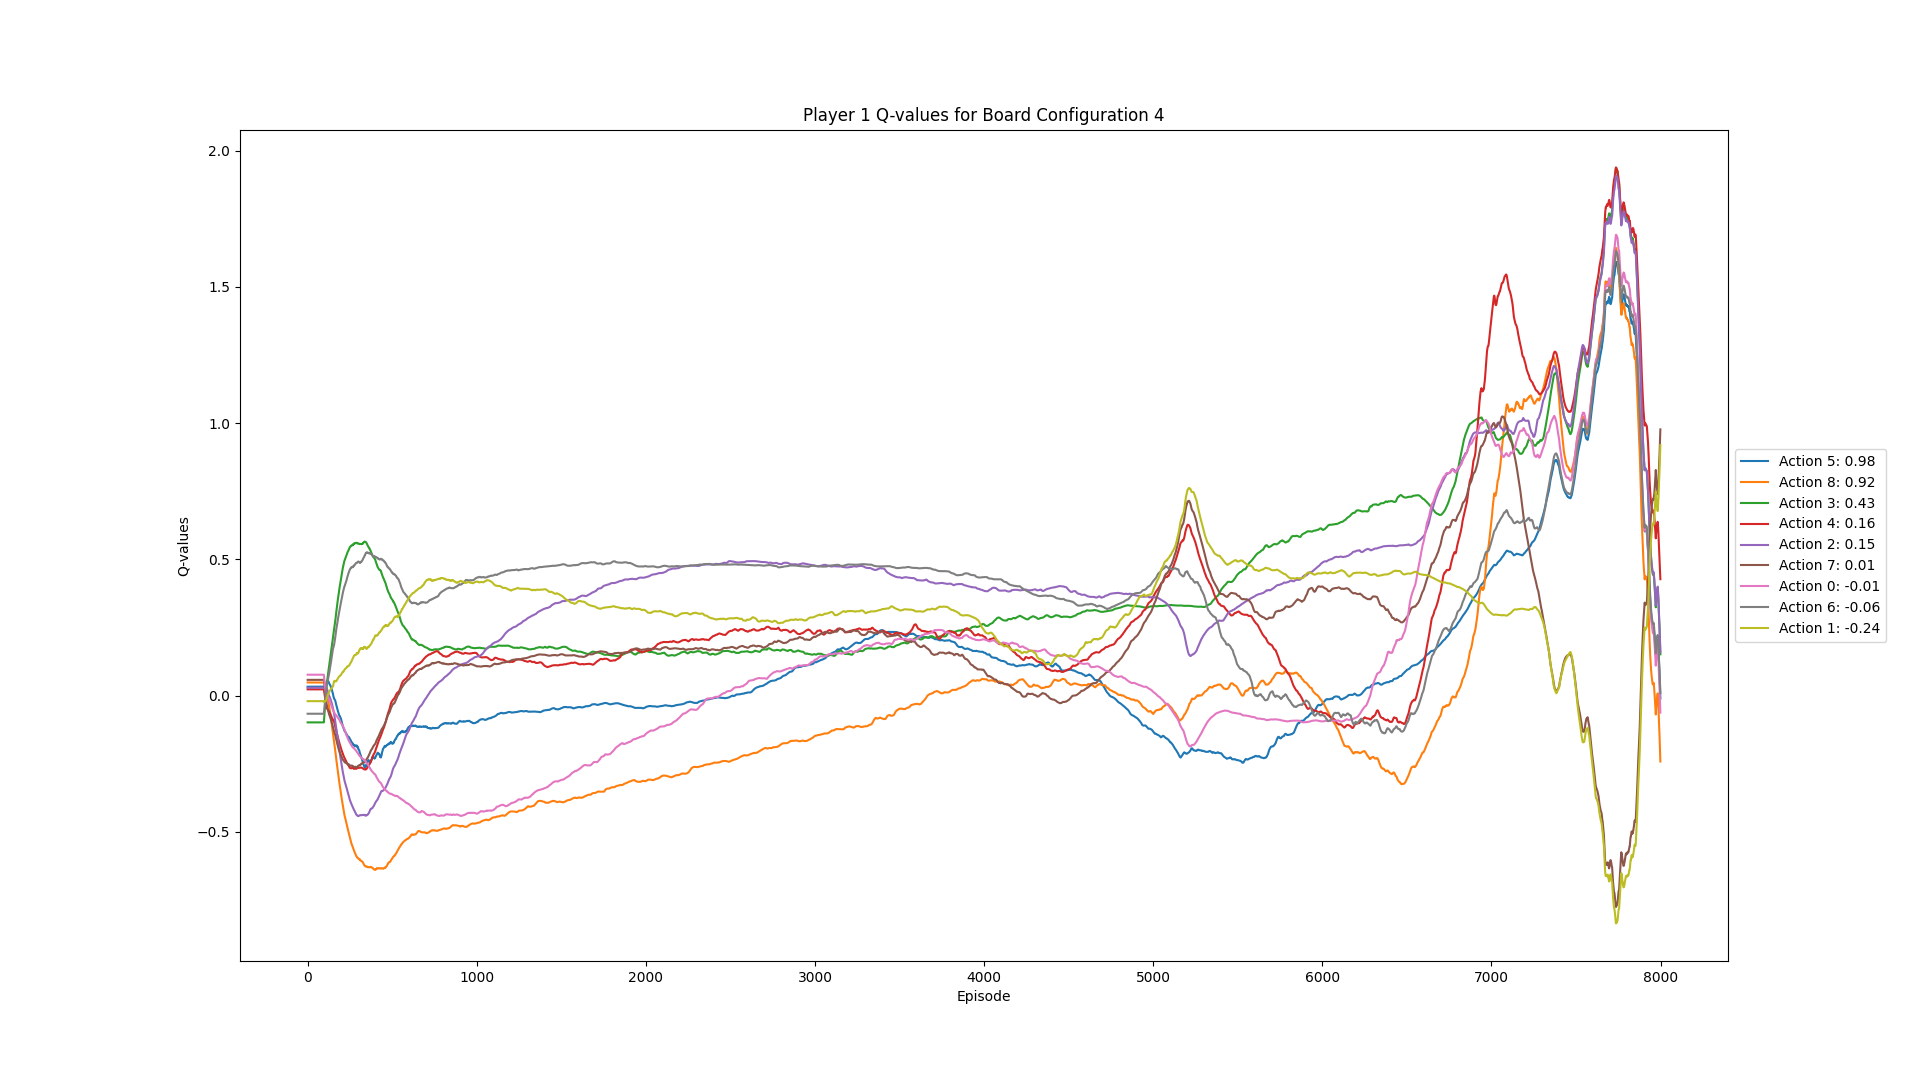 Player 1 Q-values for Board Configuration 4
2.0
1.5
1.0
0.5
0.0
−0.5
Q-values
0
1000
2000
3000
4000
5000
6000
7000
8000
Episode
Action 5: 0.98
Action 8: 0.92
Action 3: 0.43
Action 4: 0.16
Action 2: 0.15
Action 7: 0.01
Action 0: -0.01
Action 6: -0.06
Action 1: -0.24